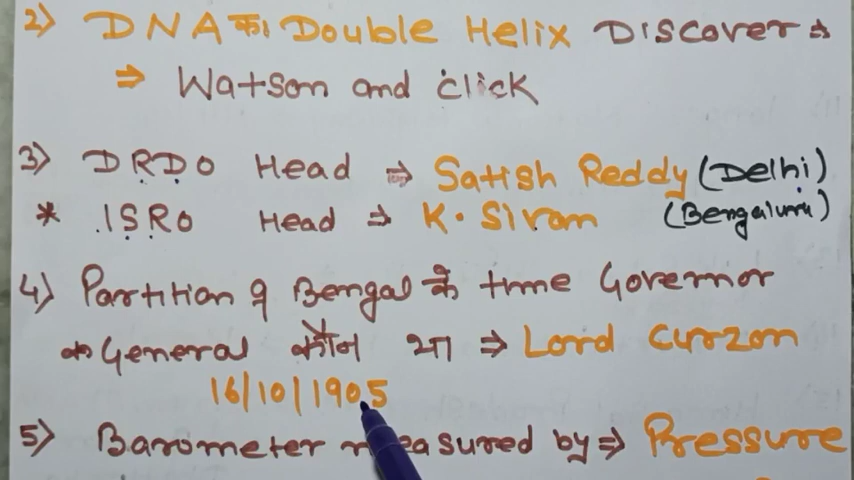 2) DNA का Double Helix Discover ⇒
⇒ Watson and click
3) DRDO Head ⇒ Satish Reddy (Delhi)
* ISRO Head ⇒ K. Sivam (Bengaluru)
4) Partition of Bengal के time Governor
General कौन था ⇒ Lord Curzon
16/10/1905
5) Barometer measured by ⇒ Pressure